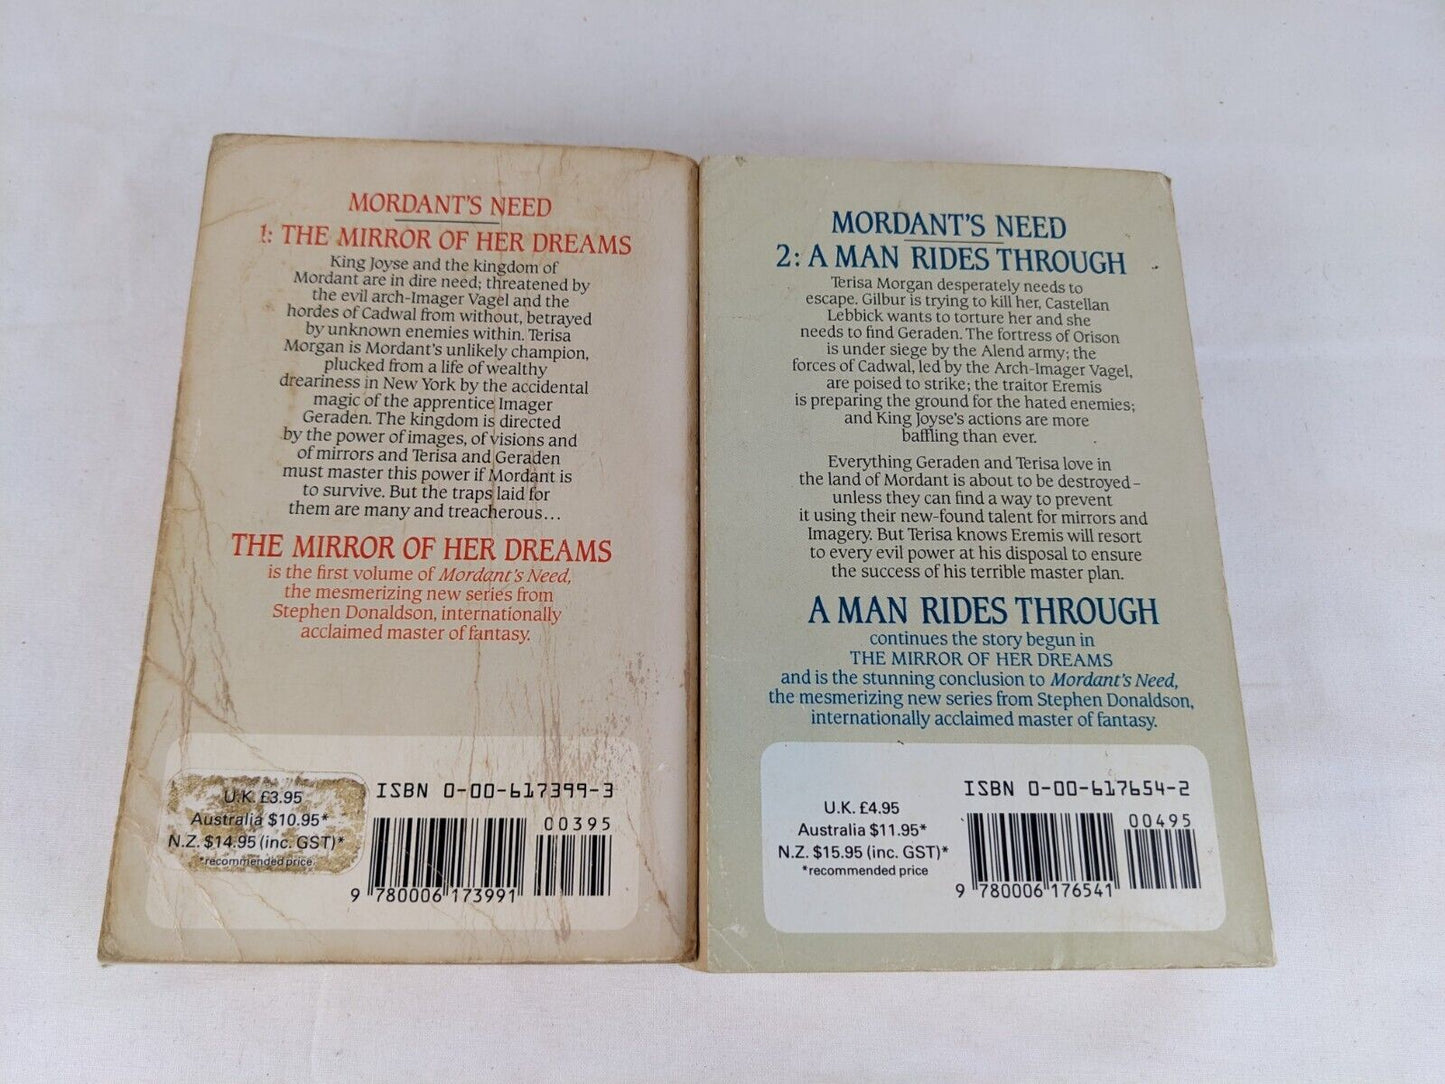 MORDANT'S NEED
1: THE MIRROR OF HER DREAMS
King Joyse and the kingdom of
Mordant are in dire need; threatened by
the evil arch-Imager Vagel and the
hordes of Cadwal from without, betrayed
by unknown enemies within. Terisa
Morgan is Mordant's unlikely champion,
plucked from a life of wealthy
dreariness in New York by the accidental
magic of the apprentice Imager
Geraden. The kingdom is directed
by the power of images, of visions and
of mirrors and Terisa and Geraden
must master this power if Mordant is
to survive. But the traps laid for
them are many and treacherous...
THE MIRROR OF HER DREAMS
is the first volume of Mordant's Need,
the mesmerizing new series from
Stephen Donaldson, internationally
acclaimed master of fantasy.
U.K. £3.95
Australia $10.95*
N.Z. $14.95 (inc. GST)*
*recommended price
ISBN 0-00-617399-3
00395
9 780006 173991
MORDANT'S NEED
2: A MAN RIDES THROUGH
Terisa Morgan desperately needs to
escape. Gilbur is trying to kill her, Castellan
Lebbick wants to torture her and she
needs to find Geraden. The fortress of Orison
is under siege by the Alend army; the
forces of Cadwal, led by the Arch-Imager Vagel,
are poised to strike; the traitor Eremis
is preparing the ground for the hated enemies;
and King Joyse's actions are more
baffling than ever.
Everything Geraden and Terisa love in
the land of Mordant is about to be destroyed –
unless they can find a way to prevent
it using their new-found talent for mirrors and
Imagery. But Terisa knows Eremis will resort
to every evil power at his disposal to ensure
the success of his terrible master plan.
A MAN RIDES THROUGH
continues the story begun in
THE MIRROR OF HER DREAMS
and is the stunning conclusion to Mordant's Need,
the mesmerizing new series from Stephen Donaldson,
internationally acclaimed master of fantasy.
U.K. £4.95
Australia $11.95*
N.Z. $15.95 (inc. GST)*
*recommended price
ISBN 0-00-617654-2
00495
9 780006 176541